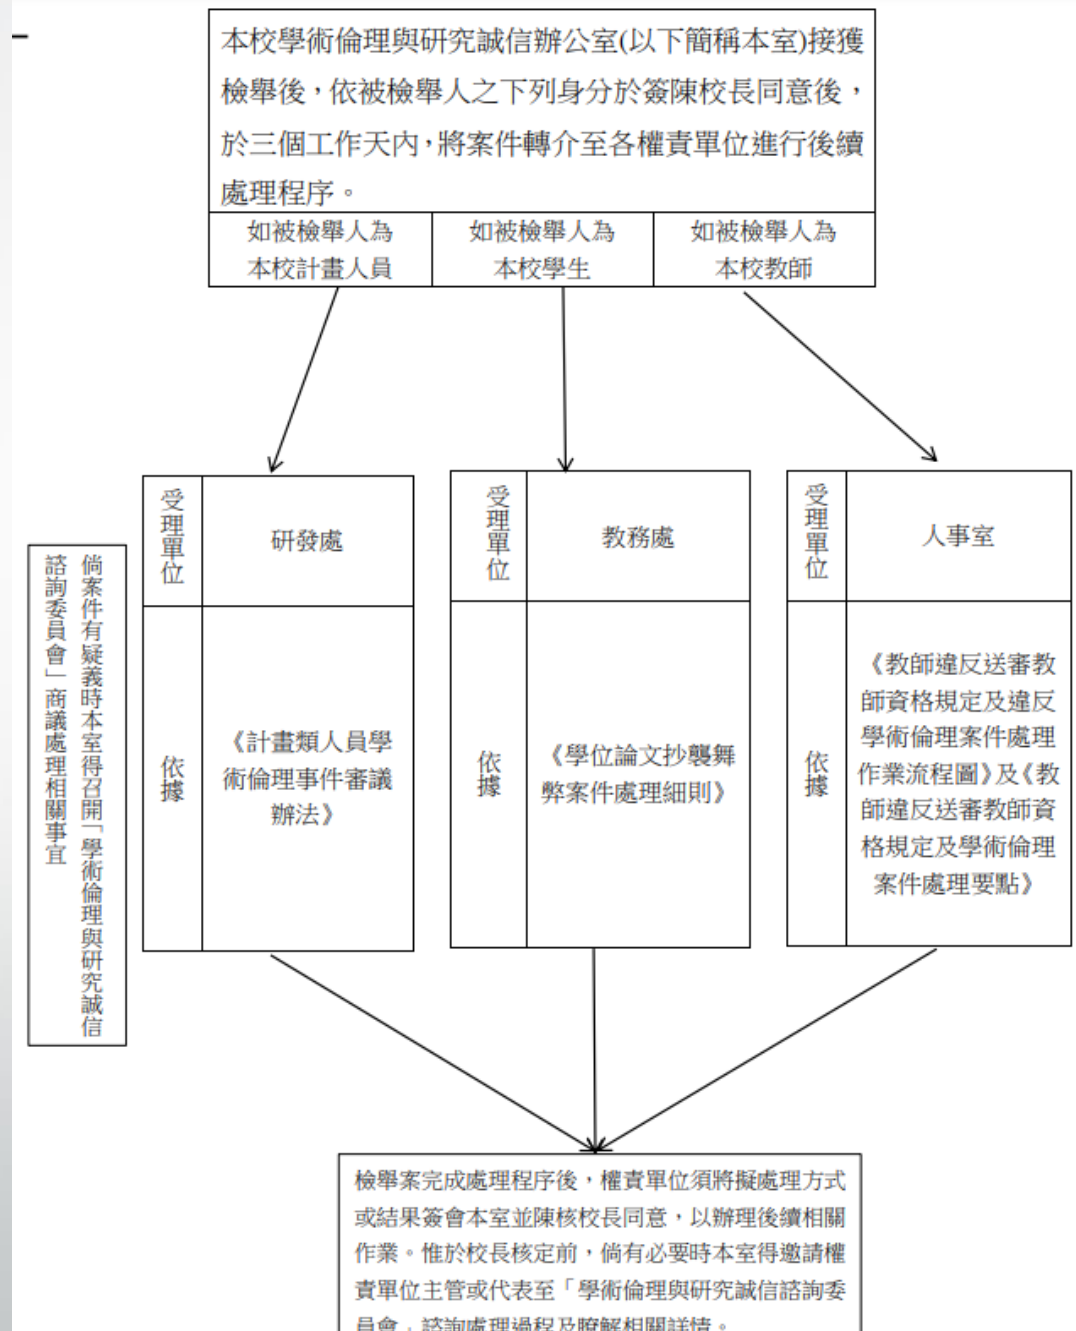 本校學術倫理與研究誠信辦公室(以下簡稱本室)接獲
檢舉後，依被檢舉人之下列身分於簽陳校長同意後，
於三個工作天內，將案件轉介至各權責單位進行後續
處理程序。
如被檢舉人為
本校計畫人員
如被檢舉人為
本校學生
如被檢舉人為
本校教師
倘案件有疑義時本室得召開「學術倫理與研究誠信
諮詢委員會」商議處理相關事宜
受理單位
研發處
依據
《計畫類人員學
術倫理事件審議
辦法》
受理單位
教務處
依據
《學位論文抄襲舞
弊案件處理細則》
受理單位
人事室
依據
《教師違反送審教
師資格規定及違反
學術倫理案件處理
作業流程圖》及《教
師違反送審教師資
格規定及學術倫理
案件處理要點》
檢舉案完成處理程序後，權責單位須將擬處理方式
或結果簽會本室並陳核校長同意，以辦理後續相關
作業。惟於校長核定前，倘有必要時本室得邀請權
責單位主管或代表至「學術倫理與研究誠信諮詢委
員會」諮詢處理過程及瞭解相關詳情。